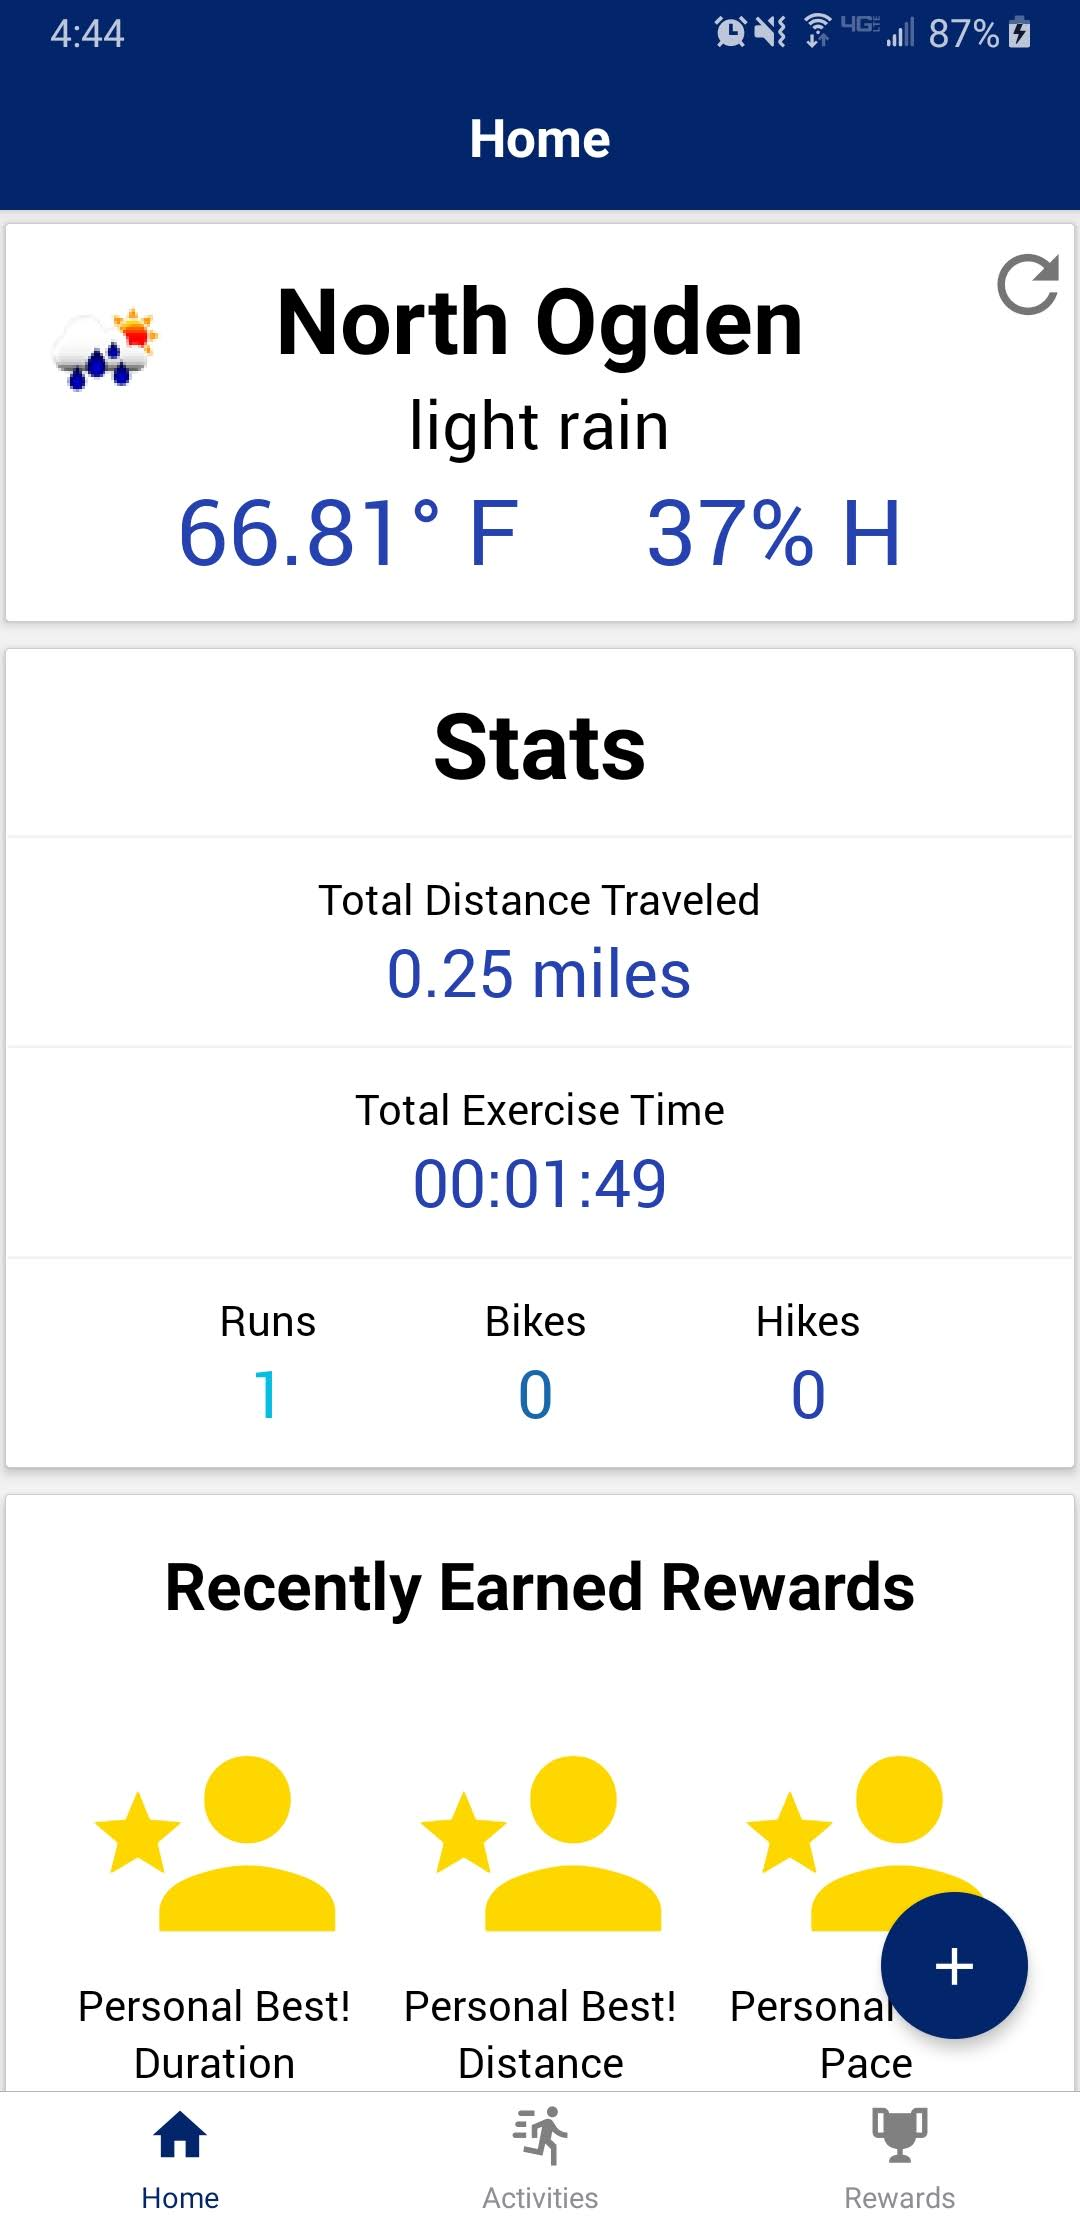 4:44
4G LTE 87%
Home
North Ogden
light rain
66.81° F 37% H
Stats
Total Distance Traveled
0.25 miles
Total Exercise Time
00:01:49
Runs Bikes Hikes
1 0 0
Recently Earned Rewards
Personal Best! Personal Best! Personal
Duration Distance Pace
+
Home Activities Rewards